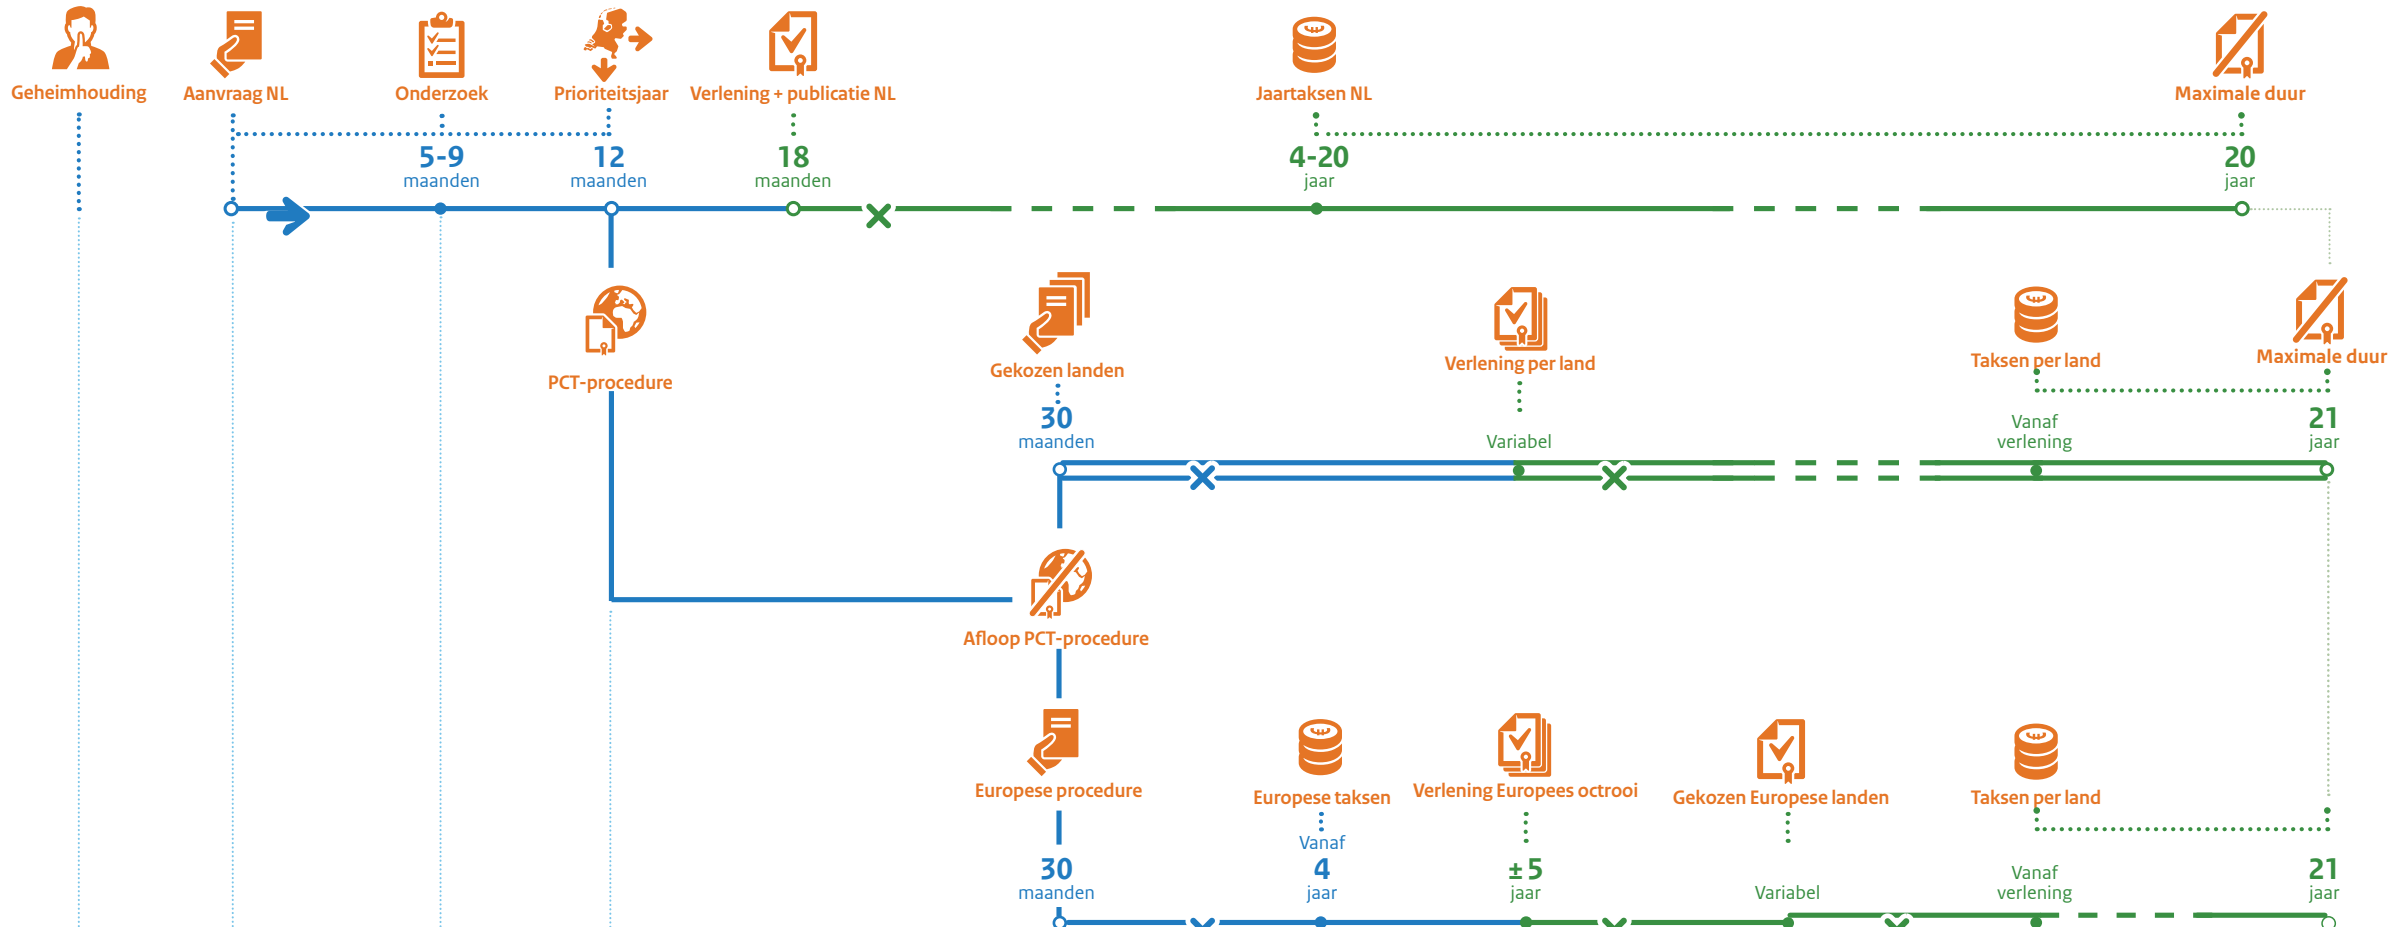 Geheimhouding
Aanvraag NL
Onderzoek
Prioriteitsjaar
Verlening + publicatie NL
Jaartaksen NL
Maximale duur
5-9
maanden
12
maanden
18
maanden
4-20
jaar
20
jaar
PCT-procedure
Gekozen landen
Verlening per land
Taksen per land
Maximale duur
30
maanden
Variabel
Vanaf
verlening
21
jaar
Afloop PCT-procedure
Europese procedure
Europese taksen
Verlening Europees octrooi
Gekozen Europese landen
Taksen per land
30
maanden
Vanaf
4
jaar
± 5
jaar
Variabel
Vanaf
verlening
21
jaar